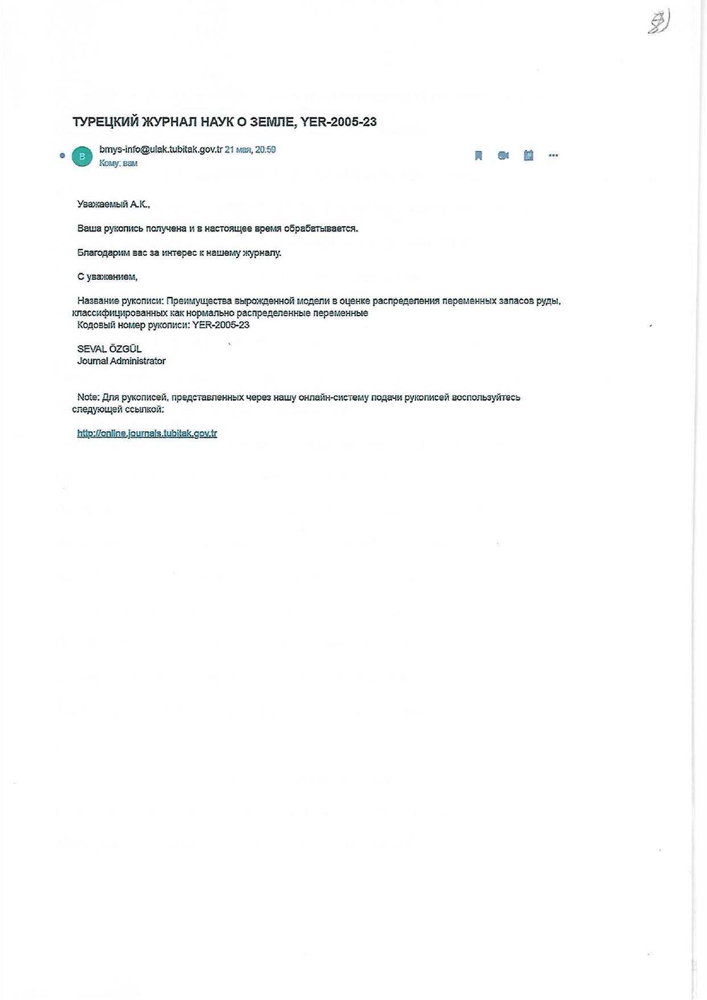 ТУРЕЦКИЙ ЖУРНАЛ НАУК О ЗЕМЛЕ, YER-2005-23
B
bmys-info@ulak.tubitak.gov.tr 21 мая, 20:59
Кому: вам
Уважаемый А.К.,
Ваша рукопись получена и в настоящее время обрабатывается.
Благодарим вас за интерес к нашему журналу.
С уважением,
Название рукописи: Преимущества вырожденной модели в оценке распределения переменных запасов руды,
классифицированных как нормально распределенные переменные
Кодовый номер рукописи: YER-2005-23
SEVAL ÖZGÜL
Journal Administrator
Note: Для рукописей, представленных через нашу онлайн-систему подачи рукописей воспользуйтесь
следующей ссылкой:
http://online.journals.tubitak.gov.tr